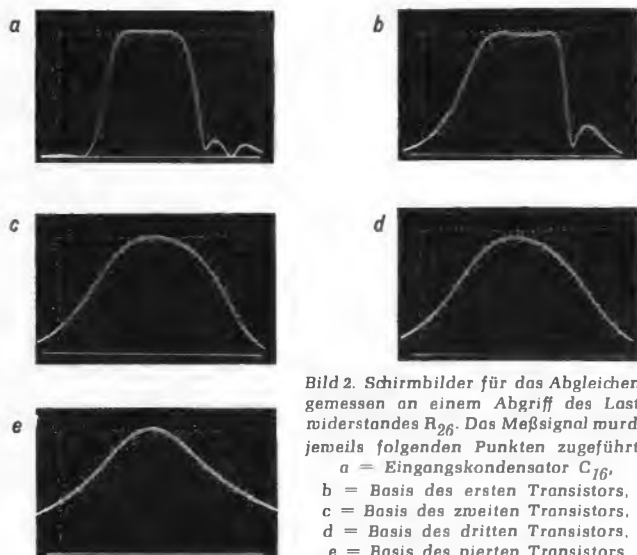 a
b
c
d
e
Bild 2. Schirmbilder für das Abgleichen
gemessen an einem Abgriff des Last
widerstandes R26. Das Meßsignal wurd
jeweils folgenden Punkten zugeführt
a = Eingangskondensator C16,
b = Basis des ersten Transistors,
c = Basis des zweiten Transistors,
d = Basis des dritten Transistors,
e = Basis des vierten Transistors